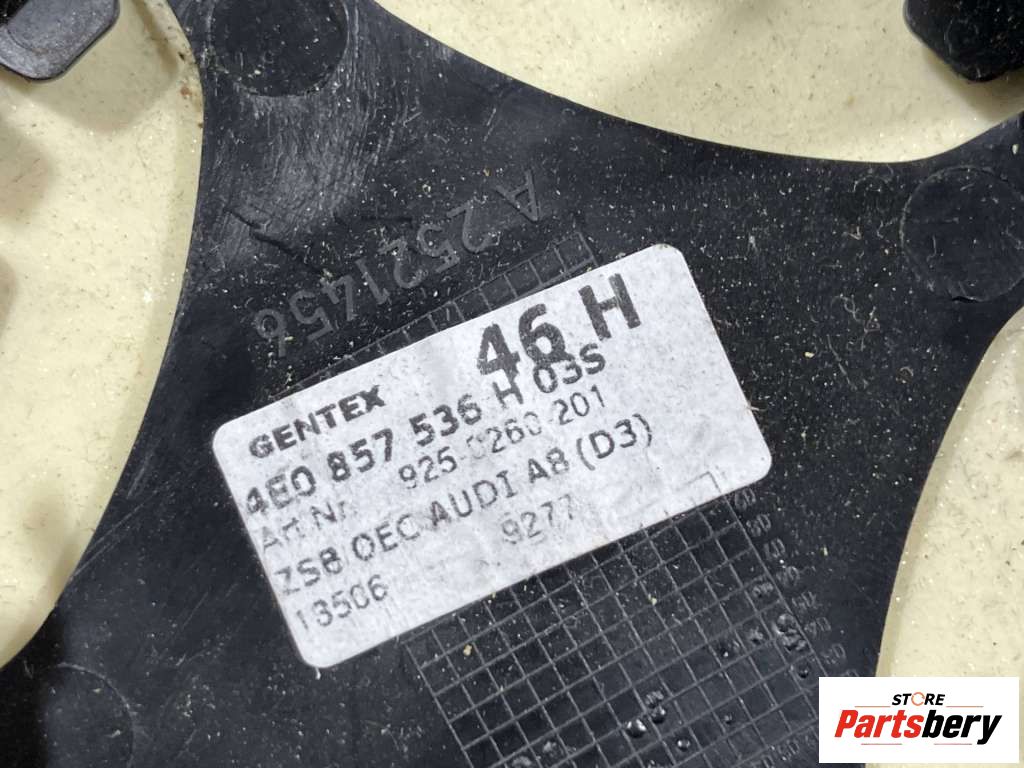 A 2521456
46 H
GENTEX
4E0 857 536 H 03S
Art.Nr. 925-0260-201
ZSB OEC AUDI A8 (D3)
13506 9277
STORE
Partsbery